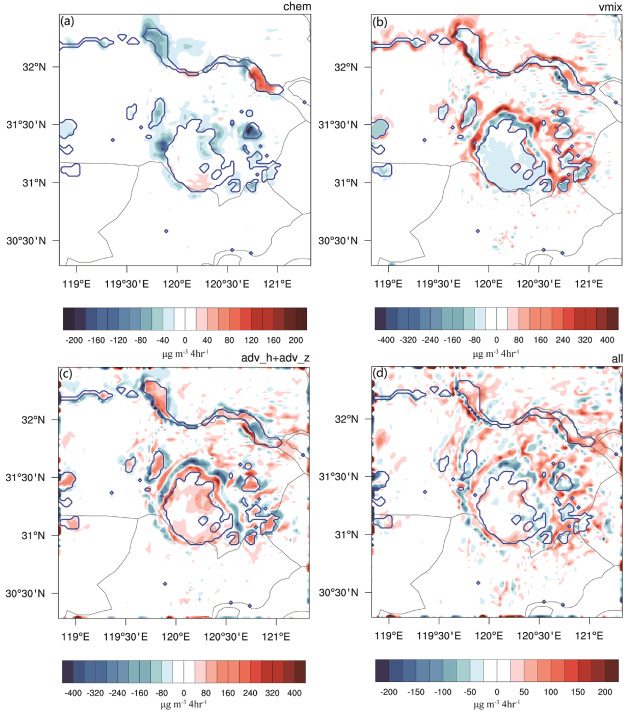 chem
vmix
(a)
(b)
32°N
31°30'N
31°N
30°30'N
32°N
31°30'N
31°N
30°30'N
119°E 119°30'E 120°E 120°30'E 121°E
119°E 119°30'E 120°E 120°30'E 121°E
-200 -160 -120 -80 -40 0 40 80 120 160 200
-400 -320 -240 -160 -80 0 80 160 240 320 400
µg m-3 4hr-1
µg m-3 4hr-1
adv_h+adv_z
all
(c)
(d)
32°N
31°30'N
31°N
30°30'N
32°N
31°30'N
31°N
30°30'N
119°E 119°30'E 120°E 120°30'E 121°E
119°E 119°30'E 120°E 120°30'E 121°E
-400 -320 -240 -160 -80 0 80 160 240 320 400
-200 -150 -100 -50 0 50 100 150 200
µg m-3 4hr-1
µg m-3 4hr-1